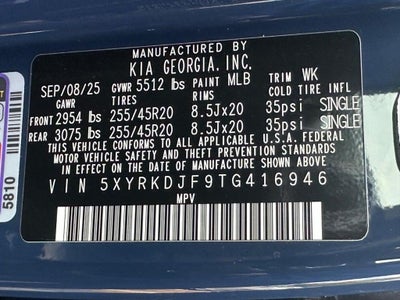 MANUFACTURED BY
KIA GEORGIA, INC.
SEP/08/25 GVWR 5512 lbs PAINT MLB TRIM WK
GAWR TIRES RIMS COLD TIRE INFL
FRONT 2954 lbs 255/45R20 8.5Jx20 35psi SINGLE
REAR 3075 lbs 255/45R20 8.5Jx20 35psi SINGLE
THIS VEHICLE CONFORMS TO ALL APPLICABLE U.S.A. FEDERAL
MOTOR VEHICLE SAFETY, BUMPER, AND THEFT PREVENTION STANDARDS
IN EFFECT ON THE DATE OF MANUFACTURE SHOWN ABOVE.
VIN 5XYRKDJF9TG416946
MPV
5810